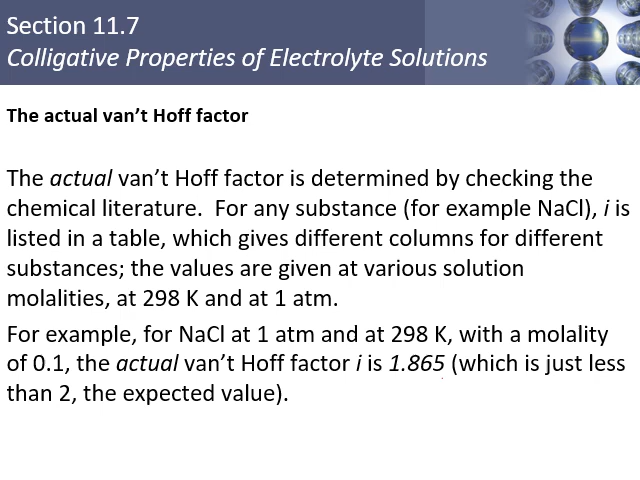 Section 11.7
Colligative Properties of Electrolyte Solutions
The actual van’t Hoff factor
The actual van’t Hoff factor is determined by checking the
chemical literature.  For any substance (for example NaCl), i is
listed in a table, which gives different columns for different
substances; the values are given at various solution
molalities, at 298 K and at 1 atm.
For example, for NaCl at 1 atm and at 298 K, with a molality
of 0.1, the actual van’t Hoff factor i is 1.865 (which is just less
than 2, the expected value).